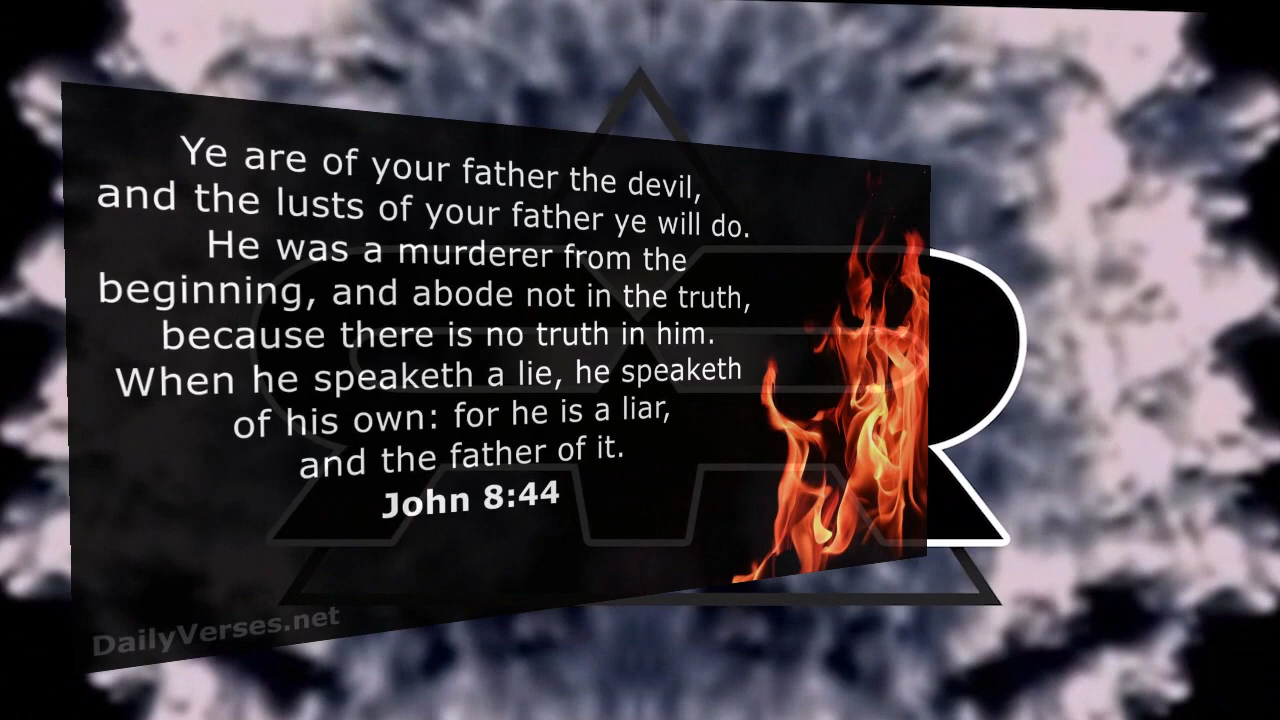 Ye are of your father the devil,
and the lusts of your father ye will do.
He was a murderer from the
beginning, and abode not in the truth,
because there is no truth in him.
When he speaketh a lie, he speaketh
of his own: for he is a liar,
and the father of it.
John 8:44
DailyVerses.net